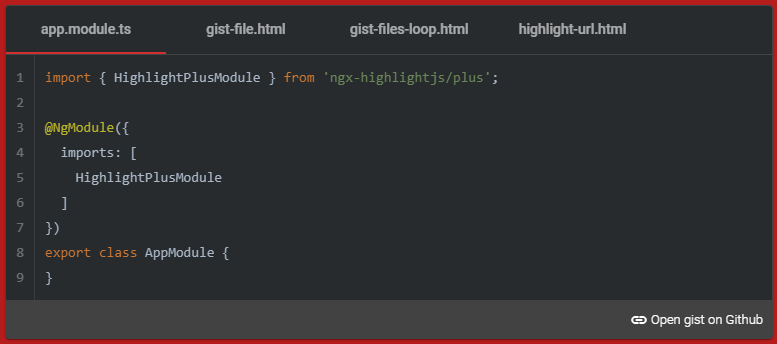 app.module.ts gist-file.html gist-files-loop.html highlight-url.html
1 import { HighlightPlusModule } from 'ngx-highlightjs/plus';
2
3 @NgModule({
4   imports: [
5     HighlightPlusModule
6   ]
7 })
8 export class AppModule {
9 }
Open gist on Github